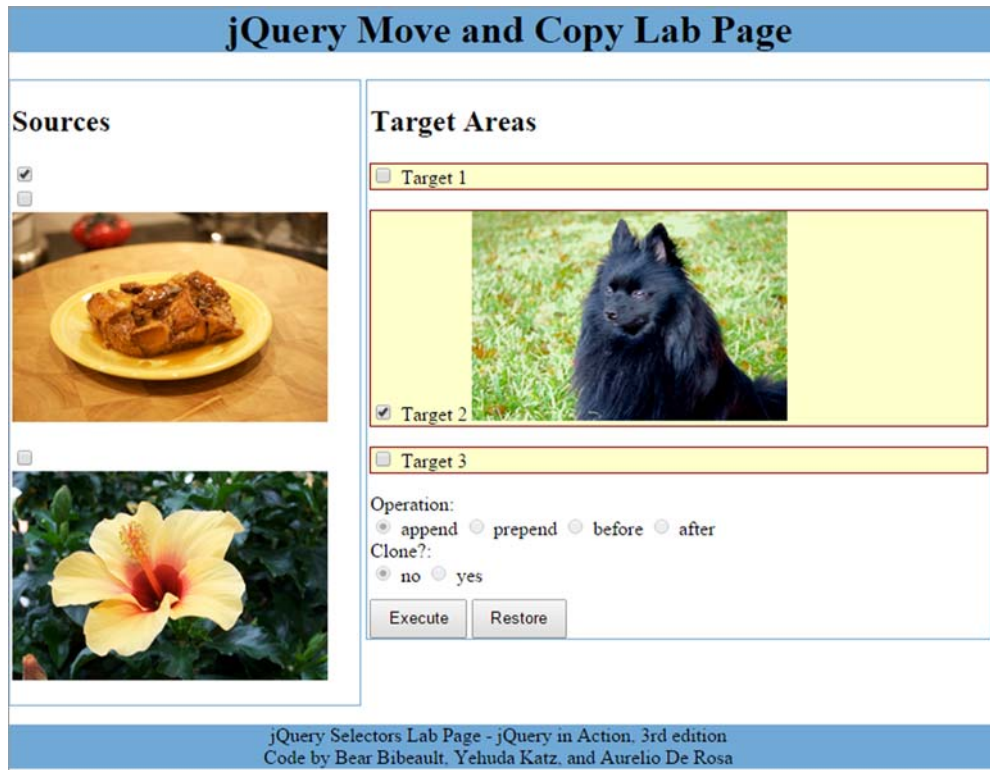 jQuery Move and Copy Lab Page
Sources
Target Areas
Target 1
Target 2
Target 3
Operation:
append prepend before after
Clone?:
no yes
Execute Restore
jQuery Selectors Lab Page - jQuery in Action, 3rd edition
Code by Bear Bibeault, Yehuda Katz, and Aurelio De Rosa